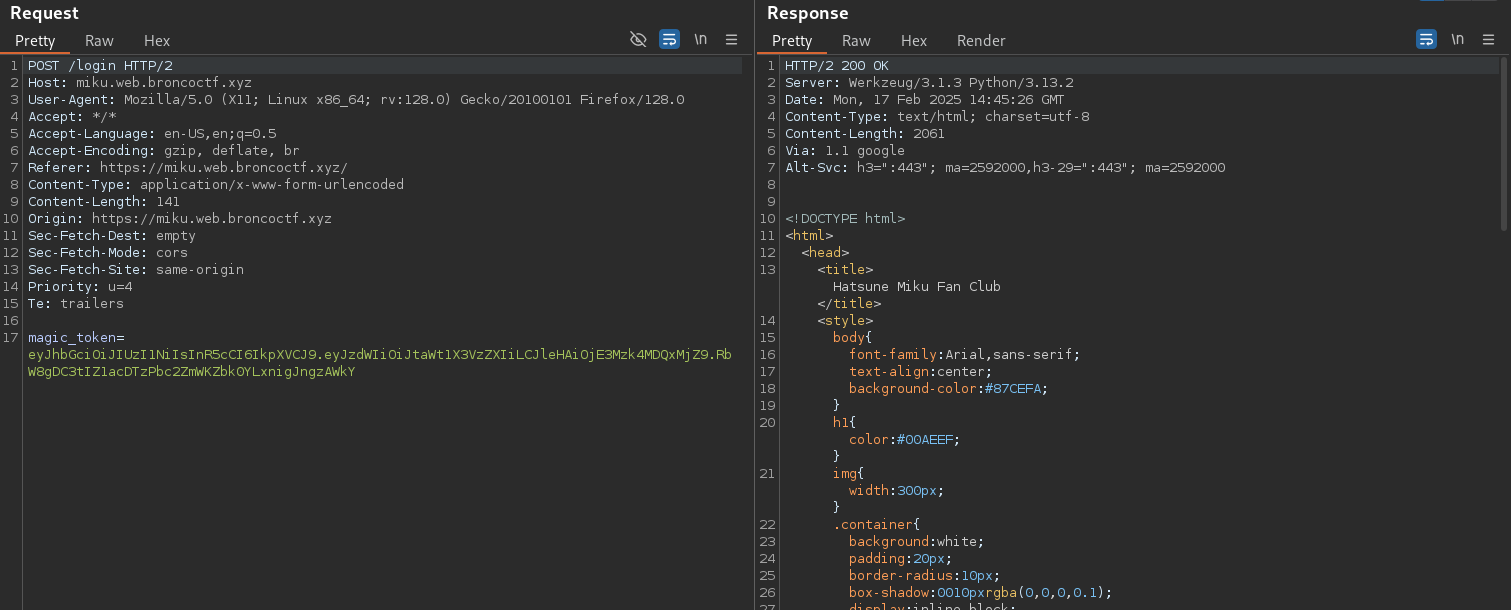 Request
Pretty Raw Hex \n
1 POST /login HTTP/2
2 Host: miku.web.broncoctf.xyz
3 User-Agent: Mozilla/5.0 (X11; Linux x86_64; rv:128.0) Gecko/20100101 Firefox/128.0
4 Accept: */*
5 Accept-Language: en-US,en;q=0.5
6 Accept-Encoding: gzip, deflate, br
7 Referer: https://miku.web.broncoctf.xyz/
8 Content-Type: application/x-www-form-urlencoded
9 Content-Length: 141
10 Origin: https://miku.web.broncoctf.xyz
11 Sec-Fetch-Dest: empty
12 Sec-Fetch-Mode: cors
13 Sec-Fetch-Site: same-origin
14 Priority: u=4
15 Te: trailers
16
17 magic_token=
eyJhbGciOiJIUzI1NiIsInR5cCI6IkpXVCJ9.eyJzdWIiOiJtaWt1X3VzZXIiLCJleHAiOjE3Mzk4MDQxMjZ9.Rb
W8gDC3tIZ1acDTzPbc2ZmWKZbkOYLxnigJngzAWkY
Response
Pretty Raw Hex Render \n
1 HTTP/2 200 OK
2 Server: Werkzeug/3.1.3 Python/3.13.2
3 Date: Mon, 17 Feb 2025 14:45:26 GMT
4 Content-Type: text/html; charset=utf-8
5 Content-Length: 2061
6 Via: 1.1 google
7 Alt-Svc: h3=":443"; ma=2592000,h3-29=":443"; ma=2592000
8
9
10 <!DOCTYPE html>
11 <html>
12 <head>
13 <title>
Hatsune Miku Fan Club
</title>
14 <style>
15 body{
16 font-family:Arial,sans-serif;
17 text-align:center;
18 background-color:#87CEFA;
19 }
20 h1{
color:#00AEEF;
}
21 img{
width:300px;
}
22 .container{
23 background:white;
24 padding:20px;
25 border-radius:10px;
26 box-shadow:0010pxrgba(0,0,0,0.1);
27 display:inline-block;